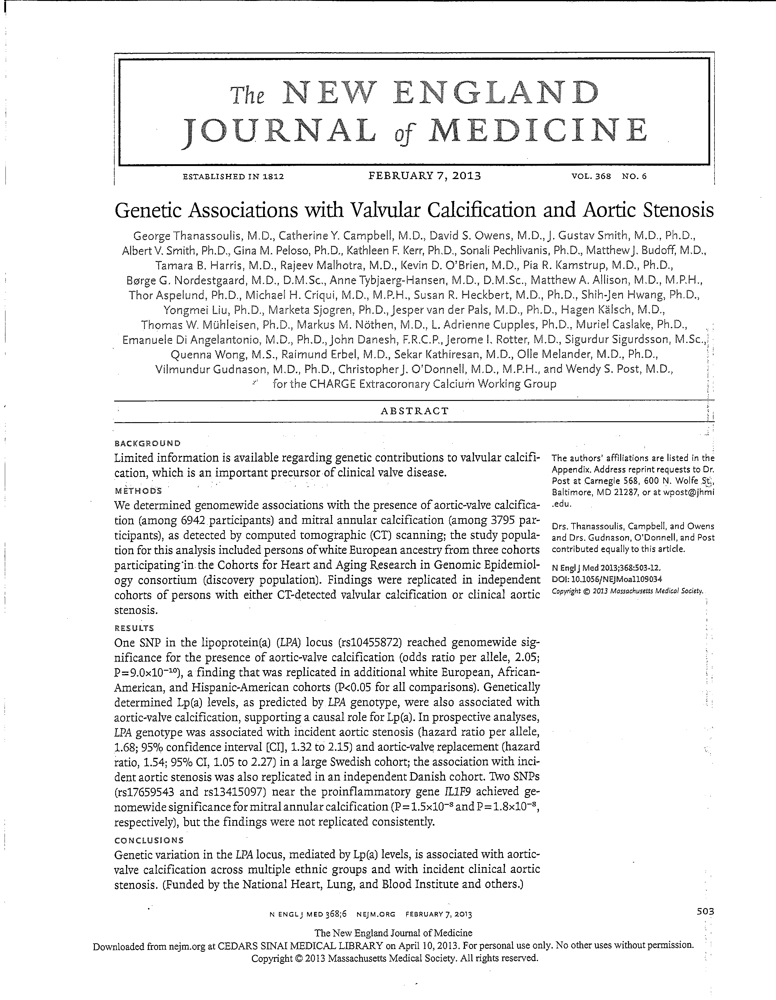 The NEW ENGLAND
JOURNAL of MEDICINE
ESTABLISHED IN 1812 FEBRUARY 7, 2013 VOL. 368 NO. 6
Genetic Associations with Valvular Calcification and Aortic Stenosis
George Thanassoulis, M.D., Catherine Y. Campbell, M.D., David S. Owens, M.D., J. Gustav Smith, M.D., Ph.D.,
Albert V. Smith, Ph.D., Gina M. Peloso, Ph.D., Kathleen F. Kerr, Ph.D., Sonali Pechlivanis, Ph.D., Matthew J. Budoff, M.D.,
Tamara B. Harris, M.D., Rajeev Malhotra, M.D., Kevin D. O'Brien, M.D., Pia R. Kamstrup, M.D., Ph.D.,
Børge G. Nordestgaard, M.D., D.M.Sc., Anne Tybjaerg-Hansen, M.D., D.M.Sc., Matthew A. Allison, M.D., M.P.H.,
Thor Aspelund, Ph.D., Michael H. Criqui, M.D., M.P.H., Susan R. Heckbert, M.D., Ph.D., Shih-Jen Hwang, Ph.D.,
Yongmei Liu, Ph.D., Marketa Sjogren, Ph.D., Jesper van der Pals, M.D., Ph.D., Hagen Kälsch, M.D.,
Thomas W. Mühleisen, Ph.D., Markus M. Nöthen, M.D., L. Adrienne Cupples, Ph.D., Muriel Caslake, Ph.D.,
Emanuele Di Angelantonio, M.D., Ph.D., John Danesh, F.R.C.P., Jerome I. Rotter, M.D., Sigurdur Sigurdsson, M.Sc.,
Quenna Wong, M.S., Raimund Erbel, M.D., Sekar Kathiresan, M.D., Olle Melander, M.D., Ph.D.,
Vilmundur Gudnason, M.D., Ph.D., Christopher J. O'Donnell, M.D., M.P.H., and Wendy S. Post, M.D.,
for the CHARGE Extracoronary Calcium Working Group
ABSTRACT
BACKGROUND
Limited information is available regarding genetic contributions to valvular calcifi-
cation, which is an important precursor of clinical valve disease.
METHODS
We determined genomewide associations with the presence of aortic-valve calcifica-
tion (among 6942 participants) and mitral annular calcification (among 3795 par-
ticipants), as detected by computed tomographic (CT) scanning; the study popula-
tion for this analysis included persons of white European ancestry from three cohorts
participating in the Cohorts for Heart and Aging Research in Genomic Epidemiol-
ogy consortium (discovery population). Findings were replicated in independent
cohorts of persons with either CT-detected valvular calcification or clinical aortic
stenosis.
RESULTS
One SNP in the lipoprotein(a) (LPA) locus (rs10455872) reached genomewide sig-
nificance for the presence of aortic-valve calcification (odds ratio per allele, 2.05;
P=9.0×10⁻¹⁰), a finding that was replicated in additional white European, African-
American, and Hispanic-American cohorts (P<0.05 for all comparisons). Genetically
determined Lp(a) levels, as predicted by LPA genotype, were also associated with
aortic-valve calcification, supporting a causal role for Lp(a). In prospective analyses,
LPA genotype was associated with incident aortic stenosis (hazard ratio per allele,
1.68; 95% confidence interval [CI], 1.32 to 2.15) and aortic-valve replacement (hazard
ratio, 1.54; 95% CI, 1.05 to 2.27) in a large Swedish cohort; the association with inci-
dent aortic stenosis was also replicated in an independent Danish cohort. Two SNPs
(rs17659543 and rs13415097) near the proinflammatory gene IL1F9 achieved ge-
nomewide significance for mitral annular calcification (P=1.5×10⁻⁸ and P=1.8×10⁻⁸,
respectively), but the findings were not replicated consistently.
CONCLUSIONS
Genetic variation in the LPA locus, mediated by Lp(a) levels, is associated with aortic-
valve calcification across multiple ethnic groups and with incident clinical aortic
stenosis. (Funded by the National Heart, Lung, and Blood Institute and others.)
The authors' affiliations are listed in the
Appendix. Address reprint requests to Dr.
Post at Carnegie 568, 600 N. Wolfe St.,
Baltimore, MD 21287, or at wpost@jhmi
.edu.
Drs. Thanassoulis, Campbell, and Owens
and Drs. Gudnason, O'Donnell, and Post
contributed equally to this article.
N Engl J Med 2013;368:503-12.
DOI: 10.1056/NEJMoa1109034
Copyright © 2013 Massachusetts Medical Society.
N ENGL J MED 368;6 NEJM.ORG FEBRUARY 7, 2013 503
The New England Journal of Medicine
Downloaded from nejm.org at CEDARS SINAI MEDICAL LIBRARY on April 10, 2013. For personal use only. No other uses without permission.
Copyright © 2013 Massachusetts Medical Society. All rights reserved.